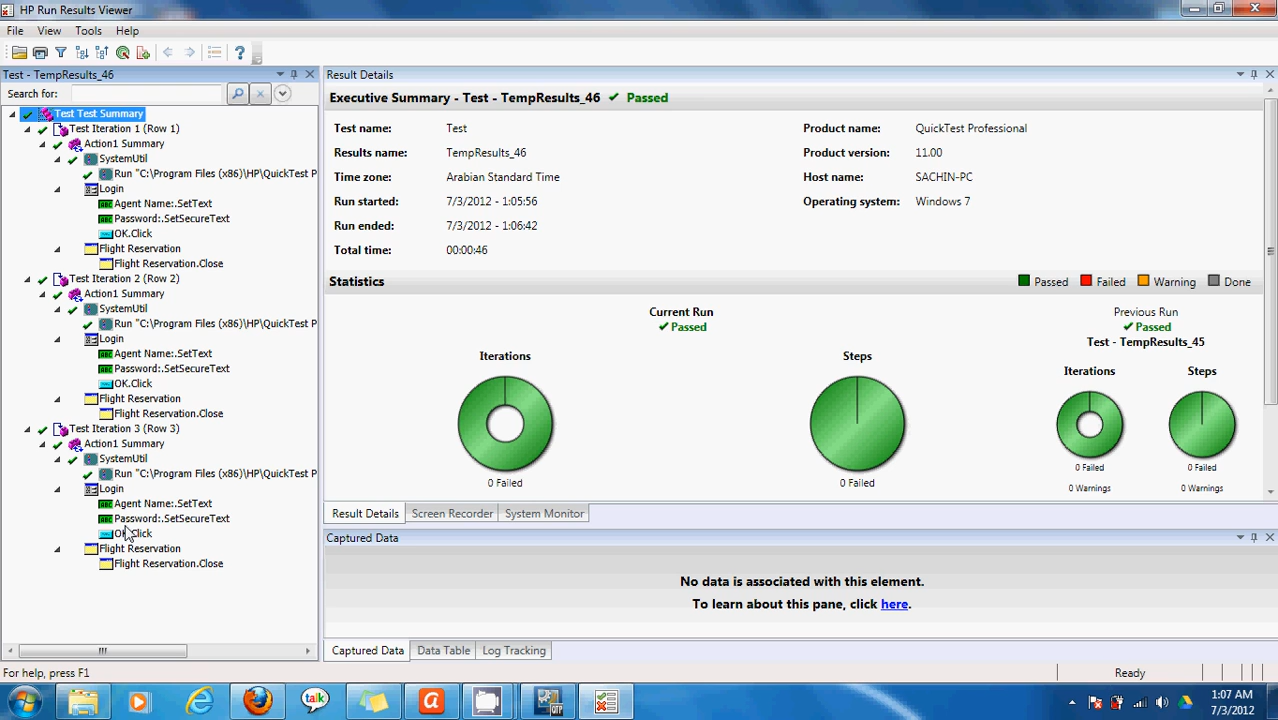 HP Run Results Viewer
File View Tools Help
Test - TempResults_46
Search for:
Test Test Summary
Test Iteration 1 (Row 1)
Action1 Summary
SystemUtil
Run "C:\Program Files (x86)\HP\QuickTest P
Login
Agent Name:.SetText
Password:.SetSecureText
OK.Click
Flight Reservation
Flight Reservation.Close
Test Iteration 2 (Row 2)
Action1 Summary
SystemUtil
Run "C:\Program Files (x86)\HP\QuickTest P
Login
Agent Name:.SetText
Password:.SetSecureText
OK.Click
Flight Reservation
Flight Reservation.Close
Test Iteration 3 (Row 3)
Action1 Summary
SystemUtil
Run "C:\Program Files (x86)\HP\QuickTest P
Login
Agent Name:.SetText
Password:.SetSecureText
OK.Click
Flight Reservation
Flight Reservation.Close
Result Details
Executive Summary - Test - TempResults_46 ✓ Passed
Test name: Test
Results name: TempResults_46
Time zone: Arabian Standard Time
Run started: 7/3/2012 - 1:05:56
Run ended: 7/3/2012 - 1:06:42
Total time: 00:00:46
Product name: QuickTest Professional
Product version: 11.00
Host name: SACHIN-PC
Operating system: Windows 7
Statistics
Passed Failed Warning Done
Current Run
✓ Passed
Iterations
0 Failed
Steps
0 Failed
Previous Run
✓ Passed
Test - TempResults_45
Iterations
0 Failed
0 Warnings
Steps
0 Failed
0 Warnings
Result Details Screen Recorder System Monitor
Captured Data
No data is associated with this element.
To learn about this pane, click here.
Captured Data Data Table Log Tracking
For help, press F1
Ready
talk
a
QTP
1:07 AM
7/3/2012